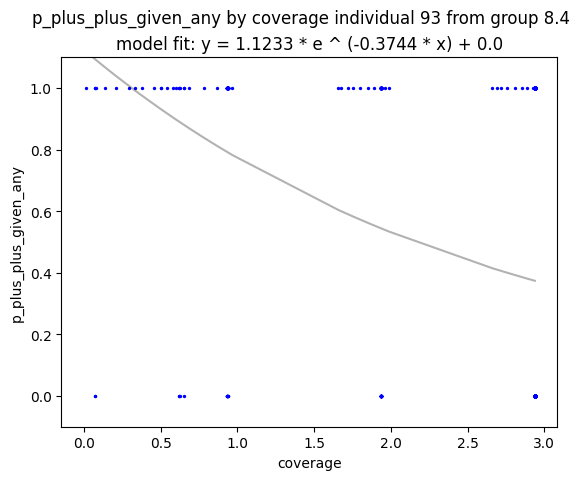 p_plus_plus_given_any by coverage individual 93 from group 8.4
model fit: y = 1.1233 * e ^ (-0.3744 * x) + 0.0
p_plus_plus_given_any
1.0
0.8
0.6
0.4
0.2
0.0
0.0 0.5 1.0 1.5 2.0 2.5 3.0
coverage